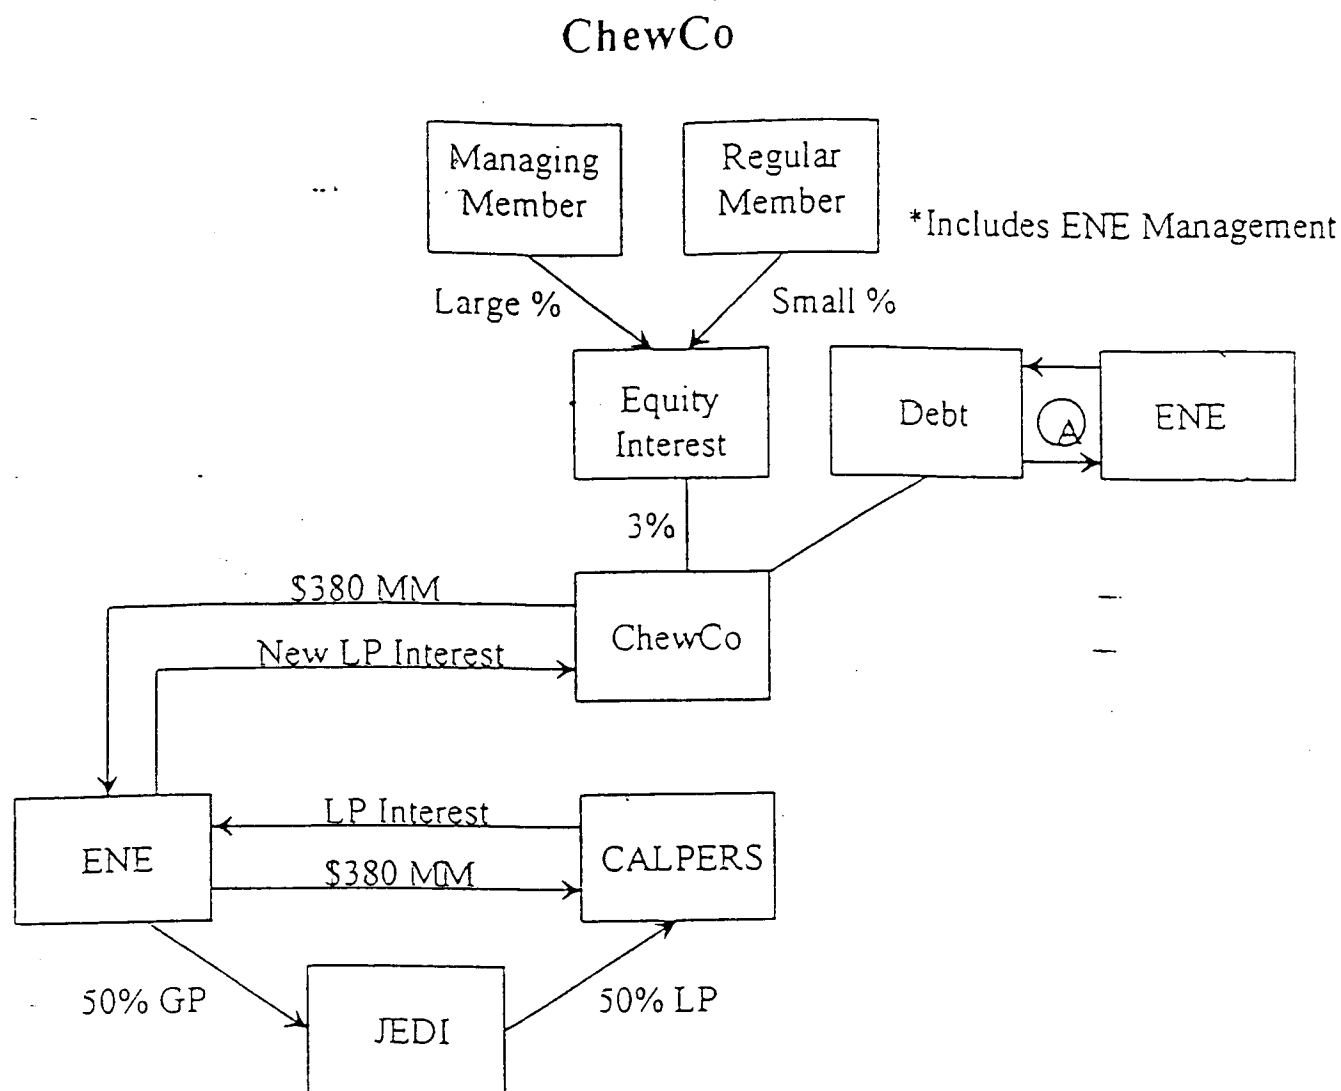 ChewCo
Managing
Member
Regular
Member
*Includes ENE Management
Large %
Small %
Equity
Interest
Debt
A
ENE
3%
$380 MM
New LP Interest
ChewCo
LP Interest
ENE
$380 MM
CALPERS
50% GP
50% LP
JEDI